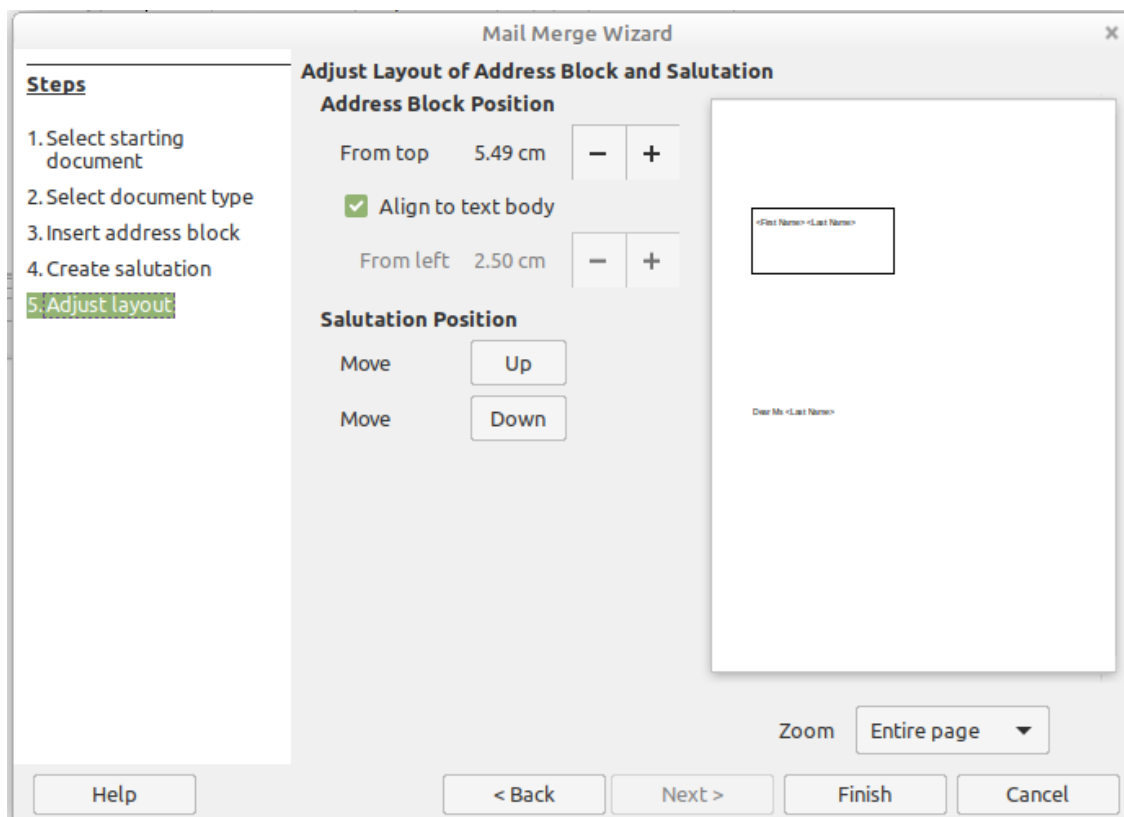 Mail Merge Wizard
Steps
1. Select starting
document
2. Select document type
3. Insert address block
4. Create salutation
5. Adjust layout
Adjust Layout of Address Block and Salutation
Address Block Position
From top 5.49 cm − +
Align to text body
From left 2.50 cm − +
Salutation Position
Move Up
Move Down
<First Name> <Last Name>
Dear Ms <Last Name>
Zoom Entire page
Help < Back Next > Finish Cancel